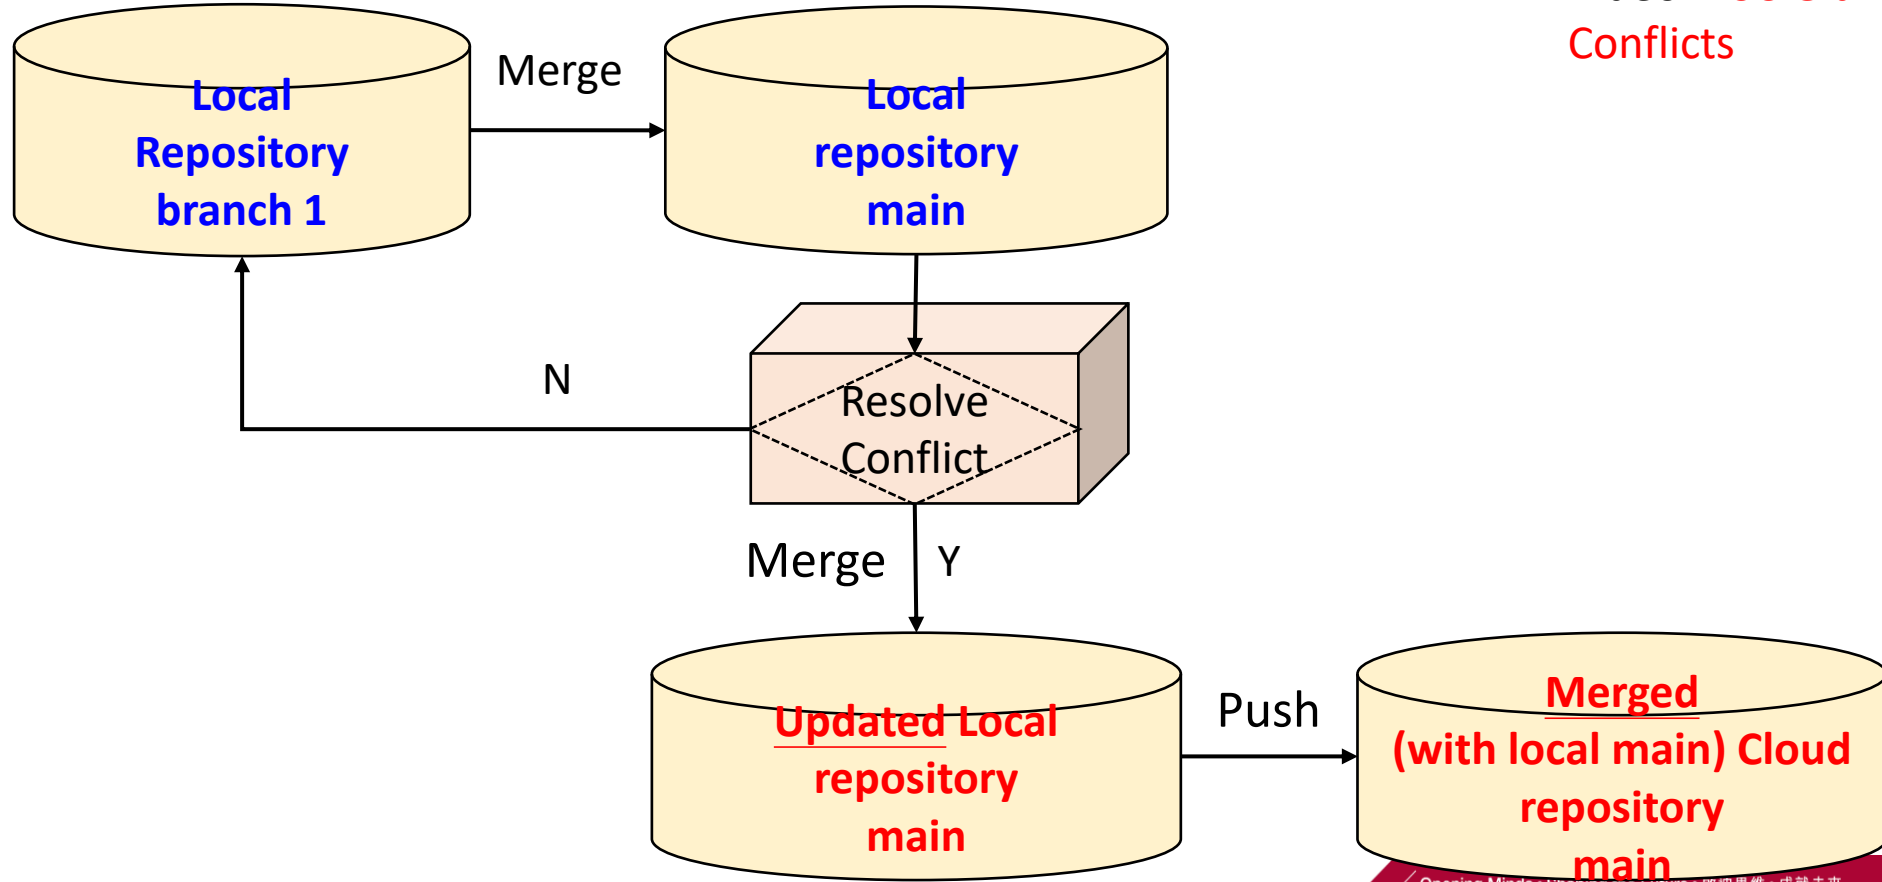 Conflicts
Merge
Local
Repository
branch 1
Local
repository
main
N
Resolve
Conflict
Merge
Y
Updated Local
repository
main
Push
Merged
(with local main) Cloud
repository
main